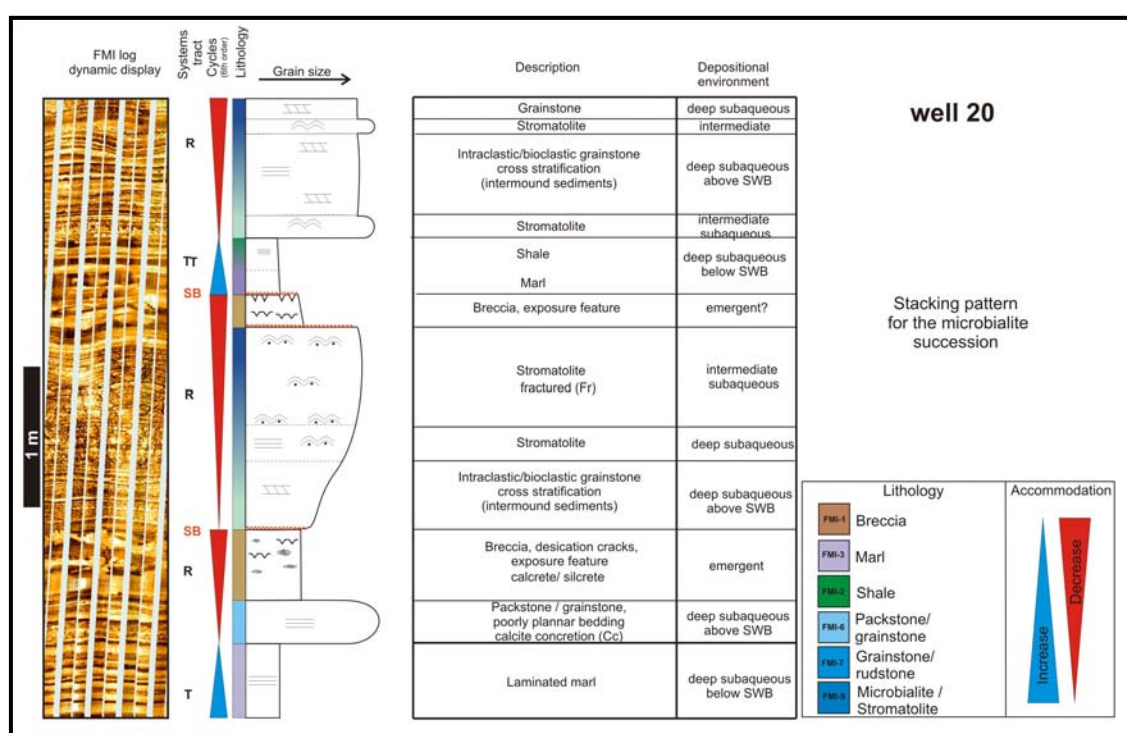 FMI log
dynamic display
Systems
tract
Cycles
(6th order)
Lithology
Grain size
Description
Depositional
environment
well 20
Grainstone
deep subaqueous
Stromatolite
intermediate
R
Intraclastic/bioclastic grainstone
cross stratification
(intermound sediments)
deep subaqueous
above SWB
Stromatolite
intermediate
subaqueous
TT
Shale
Marl
deep subaqueous
below SWB
SB
Breccia, exposure feature
emergent?
Stacking pattern
for the microbialite
succession
R
Stromatolite
fractured (Fr)
intermediate
subaqueous
1 m
Stromatolite
deep subaqueous
Intraclastic/bioclastic grainstone
cross stratification
(intermound sediments)
deep subaqueous
above SWB
SB
R
Breccia, desication cracks,
exposure feature
calcrete/ silcrete
emergent
Packstone / grainstone,
poorly plannar bedding
calcite concretion (Cc)
deep subaqueous
above SWB
T
Laminated marl
deep subaqueous
below SWB
Lithology
FMI-1 Breccia
FMI-3 Marl
FMI-2 Shale
FMI-6 Packstone/
grainstone
FMI-7 Grainstone/
rudstone
FMI-9 Microbialite /
Stromatolite
Accommodation
Increase
Decrease